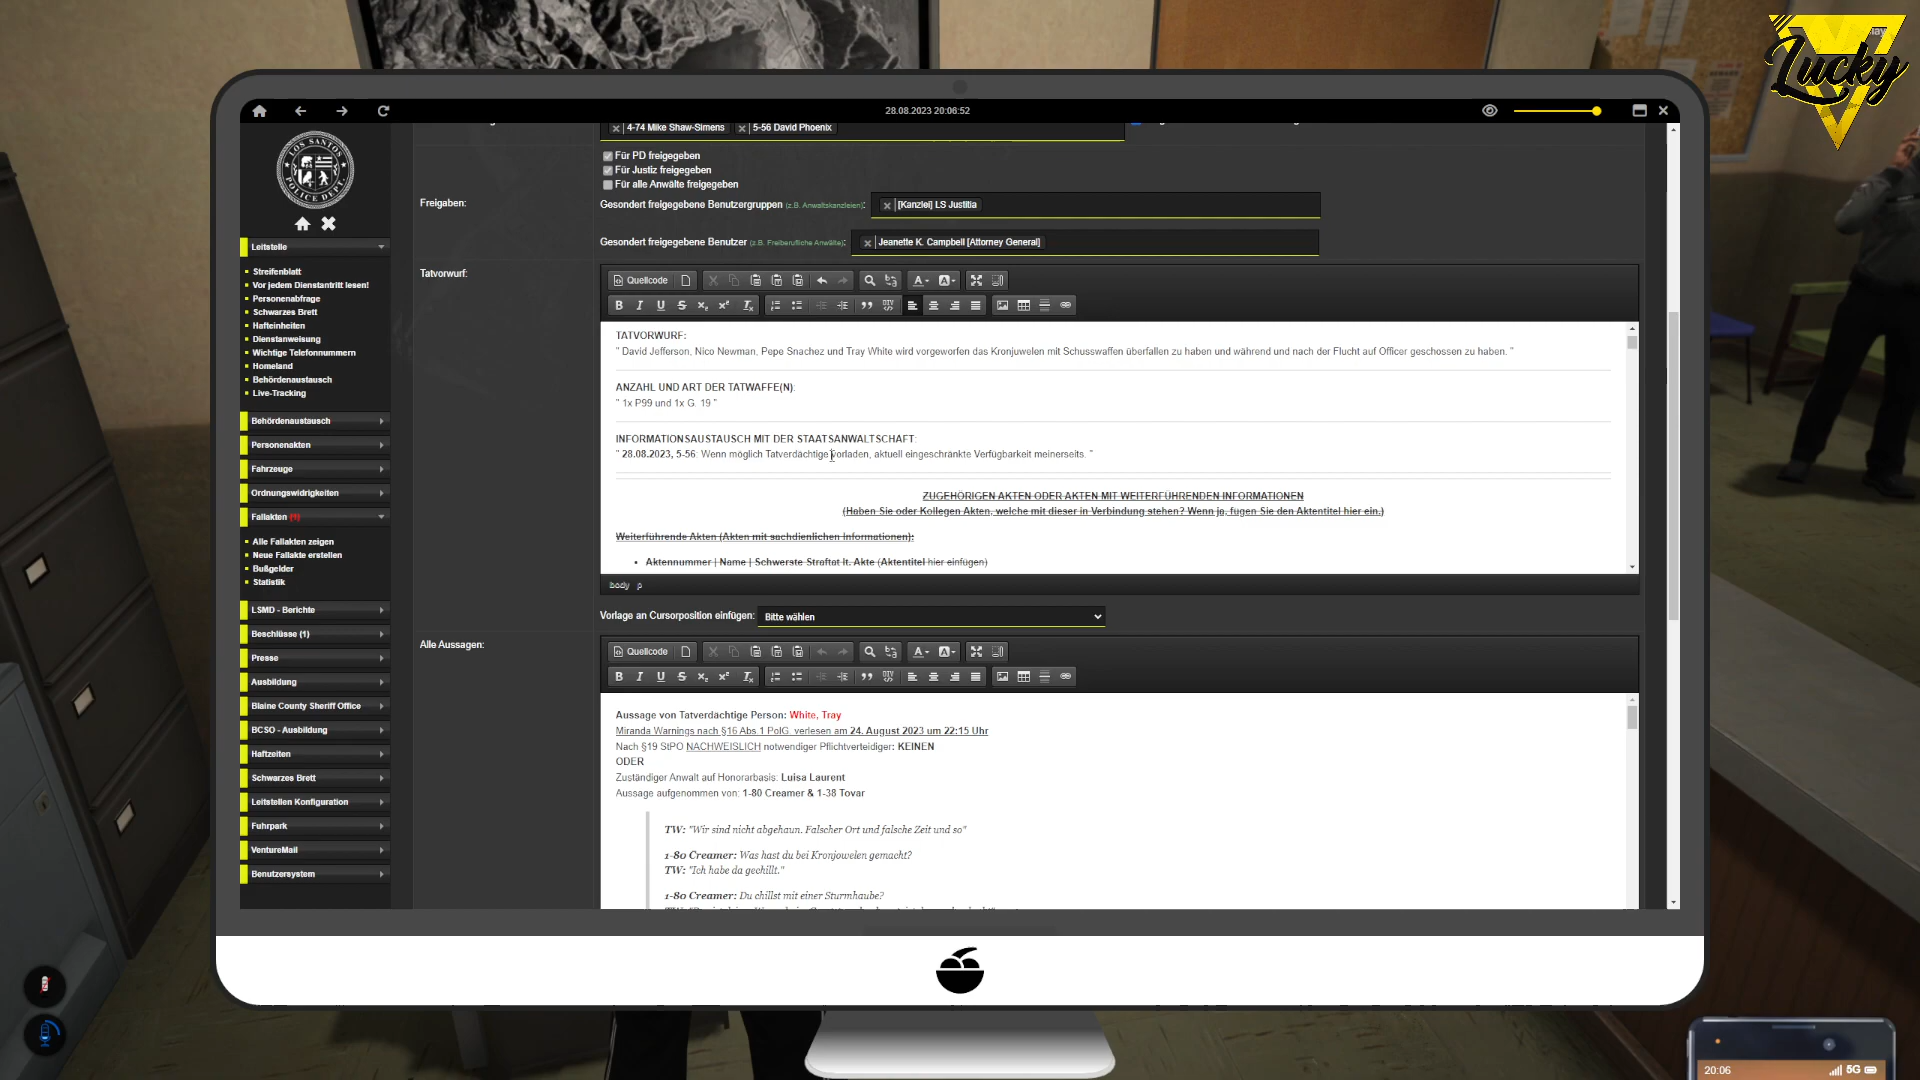 Lucky
28.08.2023 20:06:52
LOS SANTOS
POLICE DEPT.
Leitstelle
Streifenblatt
Vor jedem Dienstantritt lesen!
Personenabfrage
Schwarzes Brett
Hafteinheiten
Dienstanweisung
Wichtige Telefonnummern
Homeland
Behördenaustausch
Live-Tracking
Behördenaustausch
Personenakten
Fahrzeuge
Ordnungswidrigkeiten
Fallakten (1)
Alle Fallakten zeigen
Neue Fallakte erstellen
Bußgelder
Statistik
LSMD - Berichte
Beschlüsse (1)
Presse
Ausbildung
Blaine County Sheriff Office
BCSO - Ausbildung
Haftzeiten
Schwarzes Brett
Leitstellen Konfiguration
Fuhrpark
VentureMail
Benutzersystem
4-74 Mike Shaw-Simens 5-56 David Phoenix
Für PD freigegeben
Für Justiz freigegeben
Für alle Anwälte freigegeben
Freigaben:
Gesondert freigegebene Benutzergruppen (z.B. Anwaltskanzleien): [Kanzlei] LS Justitia
Gesondert freigegebene Benutzer (z.B. Freiberufliche Anwälte): Jeanette K. Campbell [Attorney General]
Tatvorwurf:
Quellcode
TATVORWURF:
" David Jefferson, Nico Newman, Pepe Snachez und Tray White wird vorgeworfen das Kronjuwelen mit Schusswaffen überfallen zu haben und während und nach der Flucht auf Officer geschossen zu haben. "
ANZAHL UND ART DER TATWAFFE(N):
" 1x P99 und 1x G. 19 "
INFORMATIONSAUSTAUSCH MIT DER STAATSANWALTSCHAFT:
" 28.08.2023, 5-56: Wenn möglich Tatverdächtige vorladen, aktuell eingeschränkte Verfügbarkeit meinerseits. "
ZUGEHÖRIGEN AKTEN ODER AKTEN MIT WEITERFÜHRENDEN INFORMATIONEN
(Haben Sie oder Kollegen Akten, welche mit dieser in Verbindung stehen? Wenn ja, fugen Sie den Aktentitel hier ein.)
Weiterführende Akten (Akten mit sachdienlichen Informationen):
Aktennummer | Name | Schwerste Straftat lt. Akte (Aktentitel hier einfügen)
body p
Vorlage an Cursorposition einfügen: Bitte wählen
Alle Aussagen:
Quellcode
Aussage von Tatverdächtige Person: White, Tray
Miranda Warnings nach §16 Abs.1 PolG. verlesen am 24. August 2023 um 22:15 Uhr
Nach §19 StPO NACHWEISLICH notwendiger Pflichtverteidiger: KEINEN
ODER
Zuständiger Anwalt auf Honorarbasis: Luisa Laurent
Aussage aufgenommen von: 1-80 Creamer & 1-38 Tovar
TW: "Wir sind nicht abgehaun. Falscher Ort und falsche Zeit und so"
1-80 Creamer: Was hast du bei Kronjowelen gemacht?
TW: "Ich habe da gechillt."
1-80 Creamer: Du chillst mit einer Sturmhaube?
20:06
5G